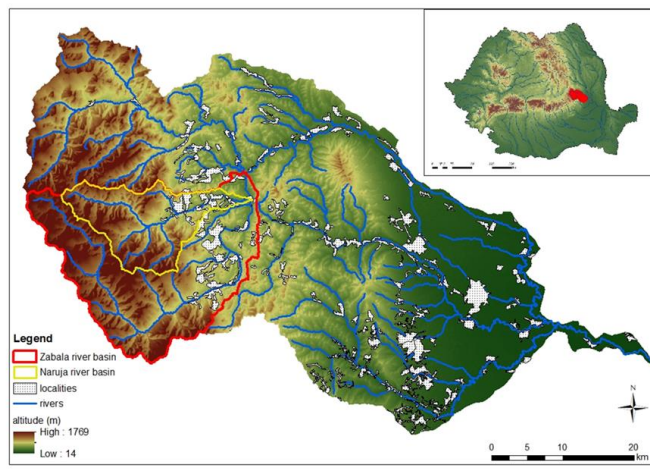 Legend
Zabala river basin
Naruja river basin
localities
rivers
altitude (m)
High : 1769
Low : 14
N
0 5 10 20
km